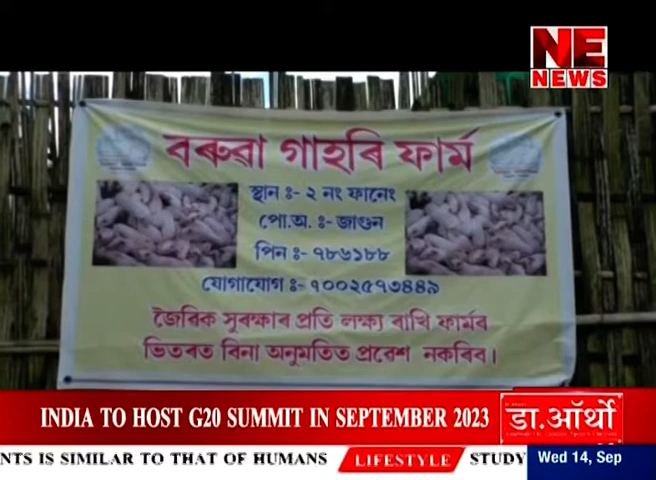 NE
NEWS
বৰুৱা গাহৰি ফাৰ্ম
স্থান ঃ- ২ নং ফানেং
পো.অ. ঃ- জাগুন
পিন ঃ- ৭৮৬১৮৮
যোগাযোগ ঃ- ৭০০২৫৭৩৪৪৯
জৈৱিক সুৰক্ষাৰ প্ৰতি লক্ষ্য ৰাখি ফাৰ্মৰ
ভিতৰত বিনা অনুমতিত প্ৰৱেশ নকৰিব।
INDIA TO HOST G20 SUMMIT IN SEPTEMBER 2023
डा.ऑर्थो
NTS IS SIMILAR TO THAT OF HUMANS LIFESTYLE STUDY
Wed 14, Sep